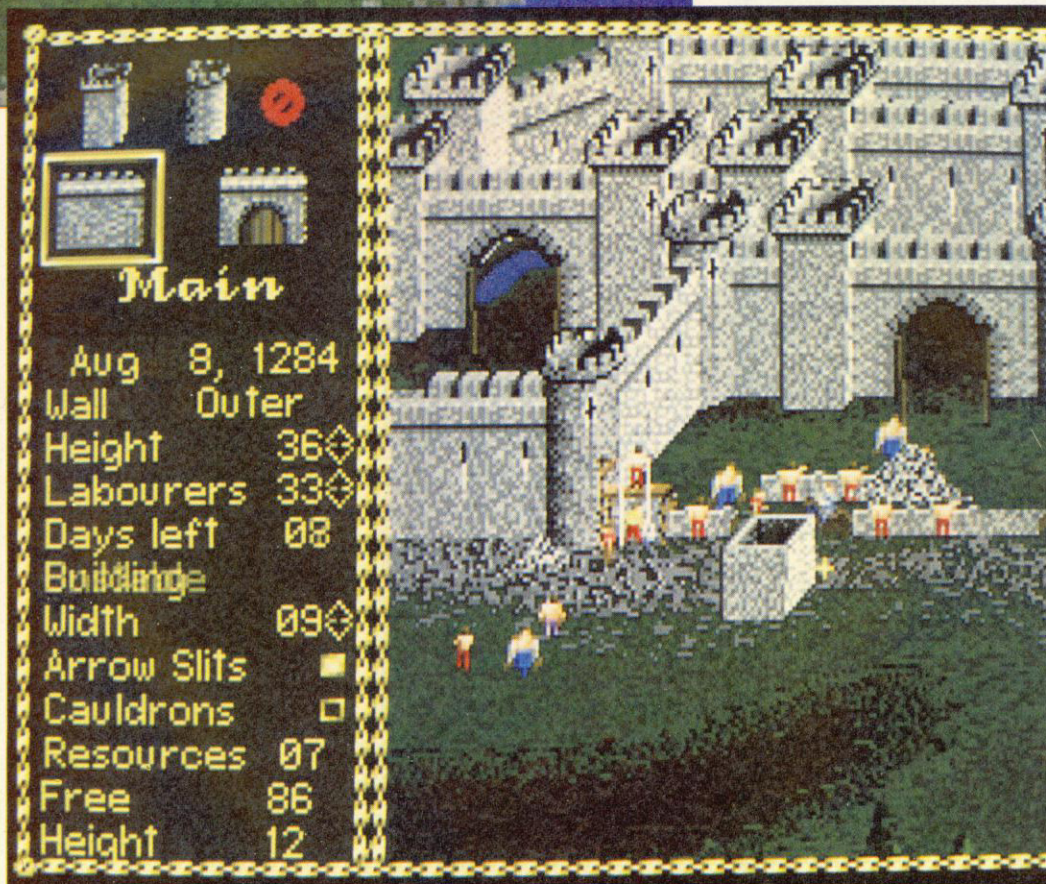 Main
Aug 8, 1284
Wall Outer
Height 36
Labourers 33
Days left 08
Width 09
Arrow Slits
Cauldrons
Resources 07
Free 86
Height 12